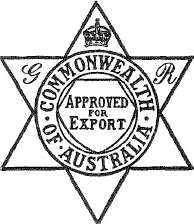 G R
COMMONWEALTH
APPROVED
FOR
EXPORT
· OF · AUSTRALIA ·